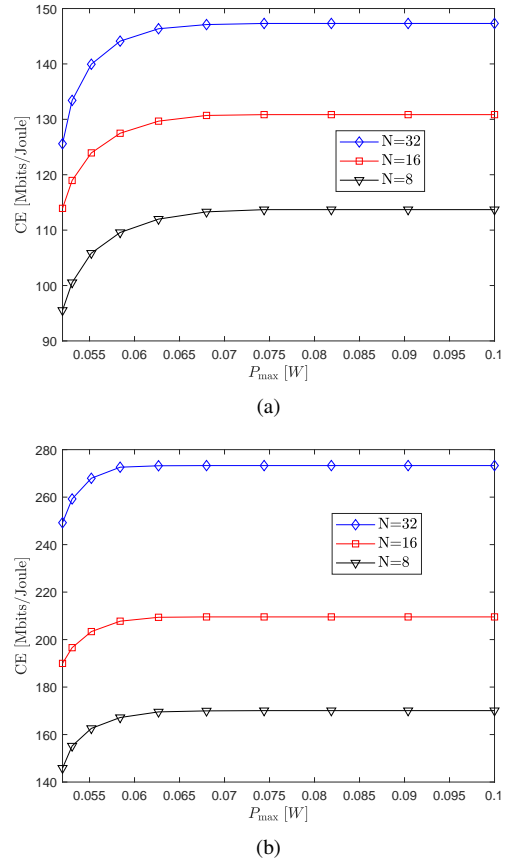 150
140
130
120
110
100
90
CE [Mbits/Joule]
N=32
N=16
N=8
0.055 0.06 0.065 0.07 0.075 0.08 0.085 0.09 0.095 0.1
P_max [W]
(a)
280
260
240
220
200
180
160
140
CE [Mbits/Joule]
N=32
N=16
N=8
0.055 0.06 0.065 0.07 0.075 0.08 0.085 0.09 0.095 0.1
P_max [W]
(b)